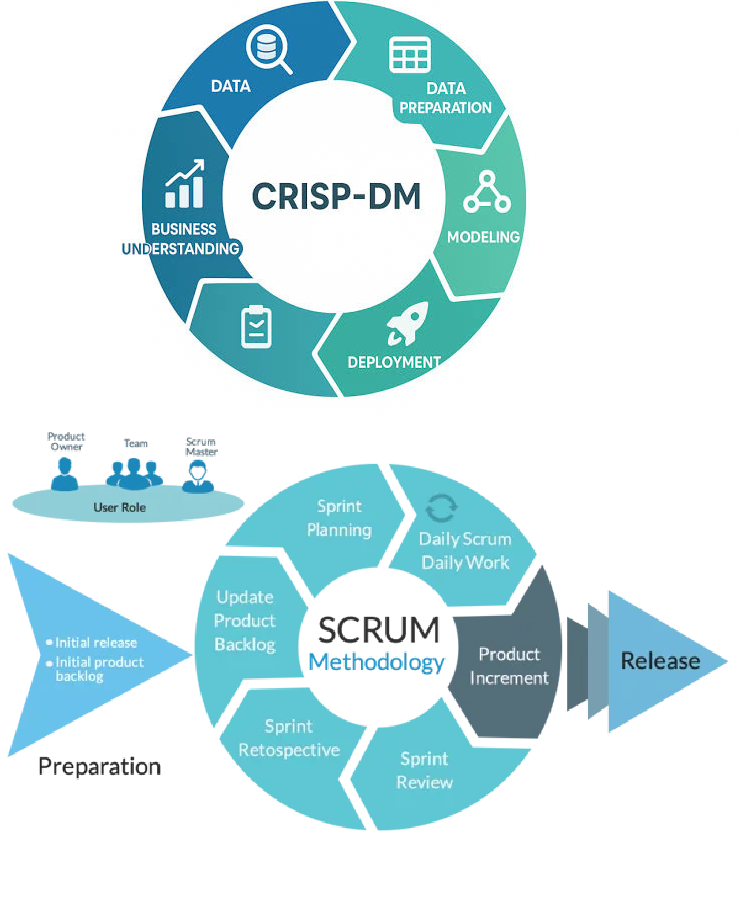 DATA
DATA
PREPARATION
CRISP-DM
MODELING
BUSINESS
UNDERSTANDING
DEPLOYMENT
Product
Owner
Team
Scrum
Master
User Role
Sprint
Planning
Daily Scrum
Daily Work
Update
Product
Backlog
SCRUM
Methodology
Product
Increment
Release
• Initial release
• Initial product
backlog
Preparation
Sprint
Retospective
Sprint
Review